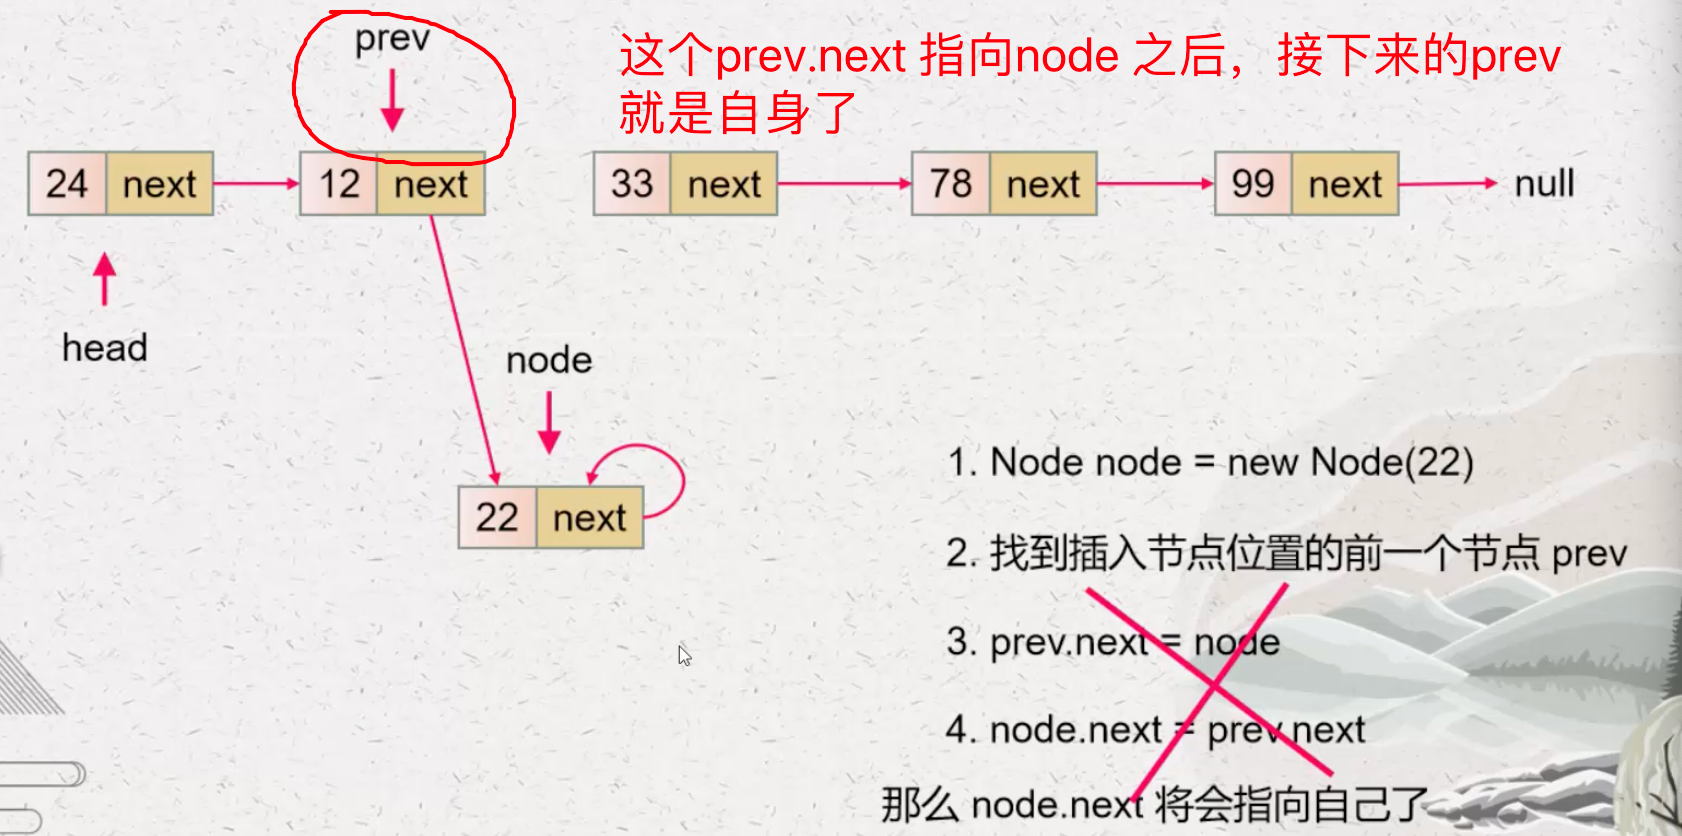 prev
这个prev.next 指向node 之后，接下来的prev
就是自身了
24 next
12 next
33 next
78 next
99 next
null
head
node
22 next
1. Node node = new Node(22)
2. 找到插入节点位置的前一个节点 prev
3. prev.next = node
4. node.next = prev.next
那么 node.next 将会指向自己了